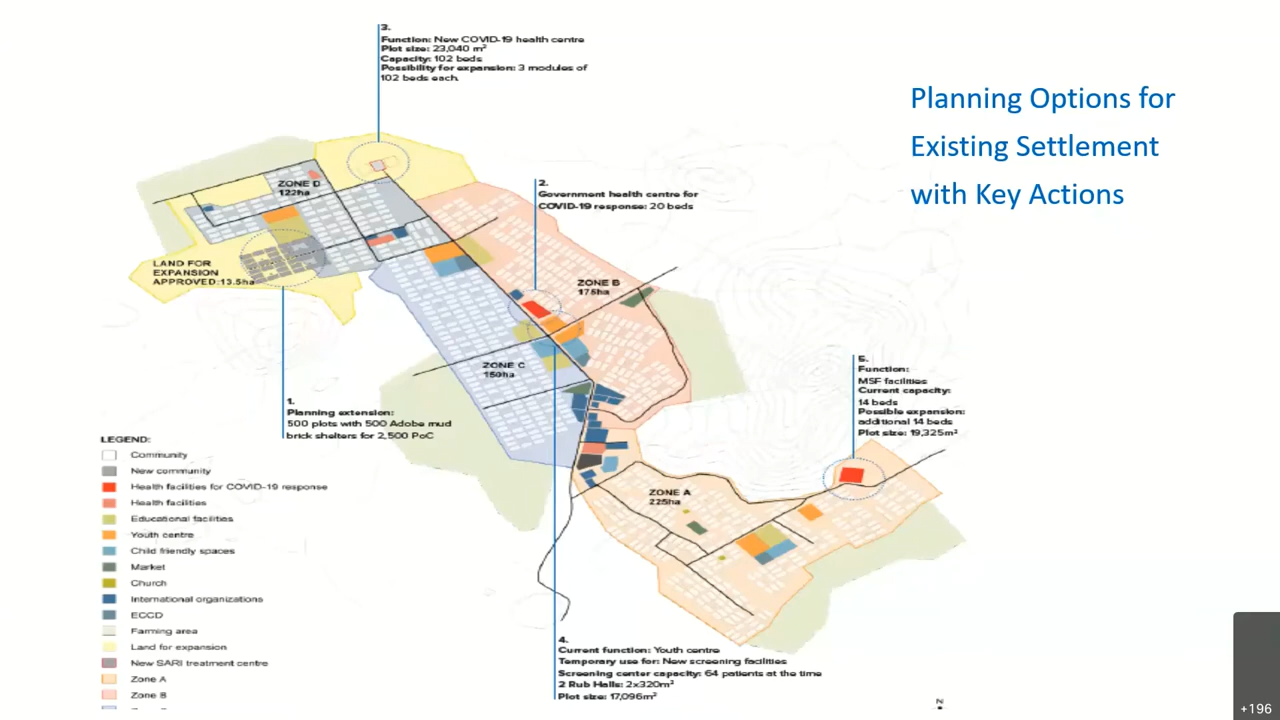 Planning Options for
Existing Settlement
with Key Actions
3.
Function: New COVID-19 health centre
Plot size: 23,040 m²
Capacity: 102 beds
Possibility for expansion: 3 modules of
102 beds each.
2.
Government health centre for
COVID-19 response: 20 beds
ZONE D
122ha
LAND FOR
EXPANSION
APPROVED:13.5ha
ZONE B
175ha
ZONE C
150ha
5.
Function:
MSF facilities
Current capacity:
14 beds
Possible expansion:
additional 14 beds
Plot size: 19,325m²
1.
Planning extension:
500 plots with 500 Adobe mud
brick shelters for 2,500 PoC
ZONE A
225ha
LEGEND:
Community
New community
Health facilities for COVID-19 response
Health facilities
Educational facilities
Youth centre
Child friendly spaces
Market
Church
International organizations
ECCD
Farming area
Land for expansion
New SARI treatment centre
Zone A
Zone B
4.
Current function: Youth centre
Temporary use for: New screening facilities
Screening center capacity: 64 patients at the time
2 Rub Halls: 2x320m²
Plot size: 17,096m²
N
+196